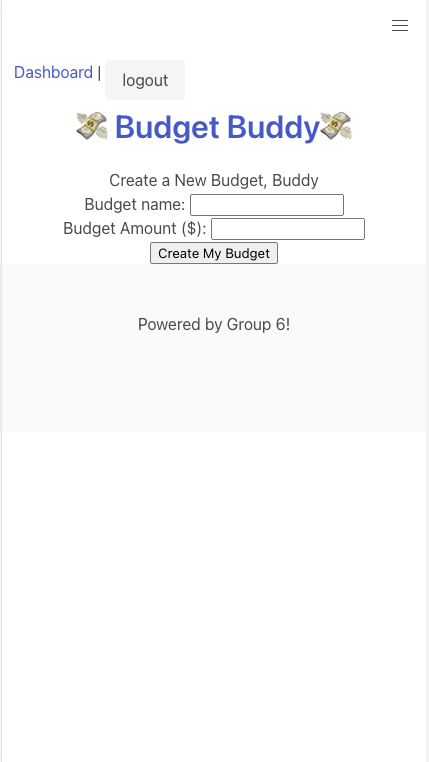 Dashboard | logout
💸 Budget Buddy💸
Create a New Budget, Buddy
Budget name:
Budget Amount ($):
Create My Budget
Powered by Group 6!